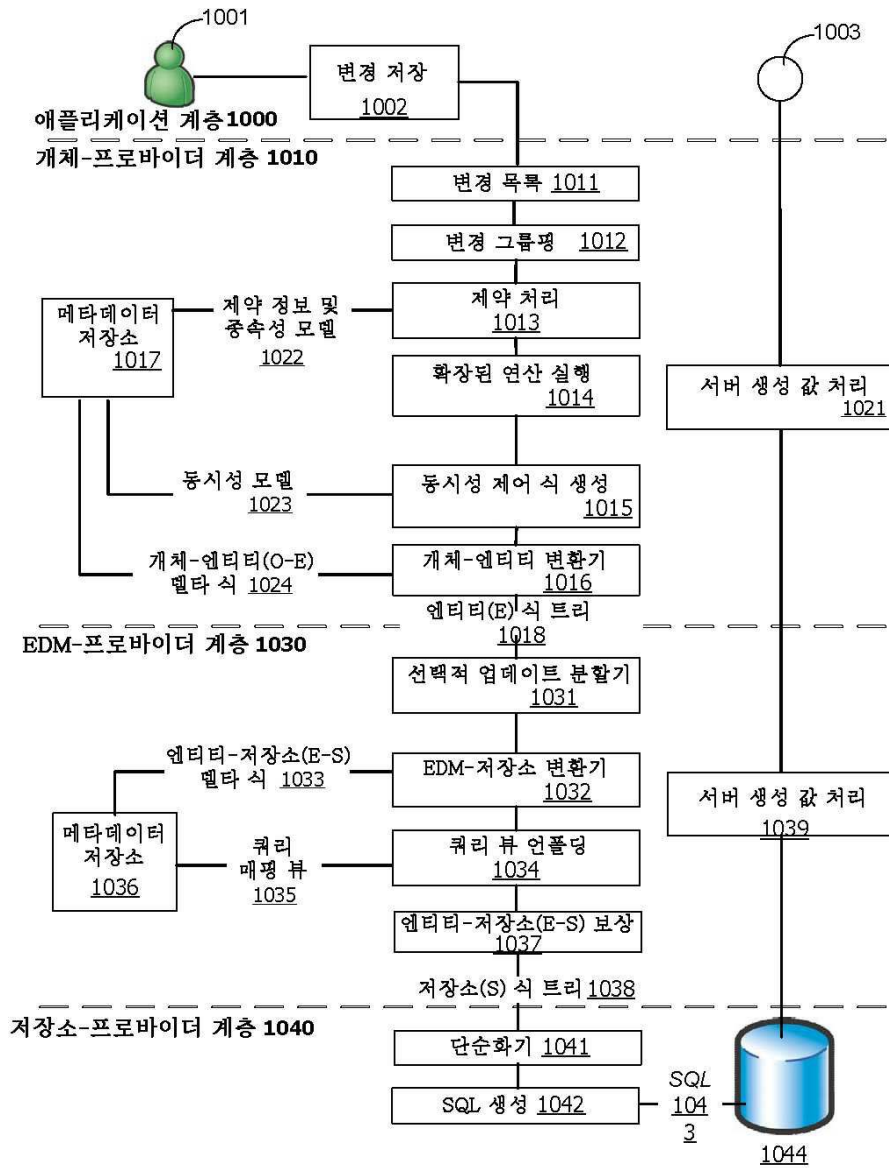 1001
1003
변경 저장
1002
애플리케이션 계층1000
개체-프로바이더 계층 1010
변경 목록 1011
변경 그룹핑 1012
메타데이터
저장소
1017
제약 정보 및
종속성 모델
1022
제약 처리
1013
확장된 연산 실행
1014
서버 생성 값 처리
1021
동시성 모델
1023
동시성 제어 식 생성
1015
개체-엔티티(O-E)
델타 식 1024
개체-엔티티 변환기
1016
엔티티(E) 식 트리
1018
EDM-프로바이더 계층 1030
선택적 업데이트 분할기
1031
엔티티-저장소(E-S)
델타 식 1033
EDM-저장소 변환기
1032
서버 생성 값 처리
1039
메타데이터
저장소
1036
쿼리
매핑 뷰
1035
쿼리 뷰 언폴딩
1034
엔티티-저장소(E-S) 보상
1037
저장소(S) 식 트리 1038
저장소-프로바이더 계층 1040
단순화기 1041
SQL 생성 1042
SQL
104
3
1044